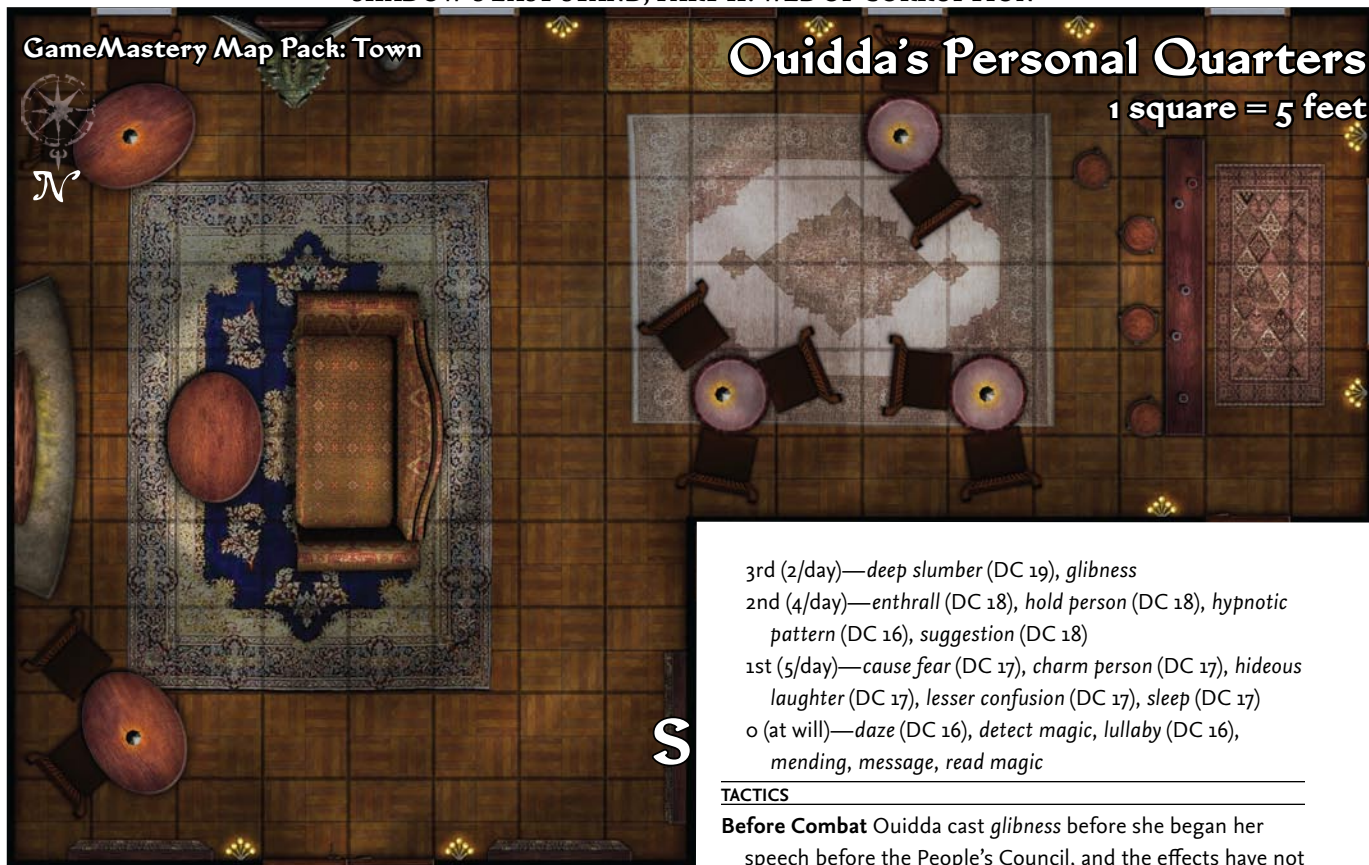 GameMastery Map Pack: Town
Ouidda's Personal Quarters
1 square = 5 feet
N
S
3rd (2/day)—deep slumber (DC 19), glibness
2nd (4/day)—enthrall (DC 18), hold person (DC 18), hypnotic
pattern (DC 16), suggestion (DC 18)
1st (5/day)—cause fear (DC 17), charm person (DC 17), hideous
laughter (DC 17), lesser confusion (DC 17), sleep (DC 17)
0 (at will)—daze (DC 16), detect magic, lullaby (DC 16),
mending, message, read magic
TACTICS
Before Combat Ouidda cast glibness before she began her
speech before the People's Council, and the effects have not